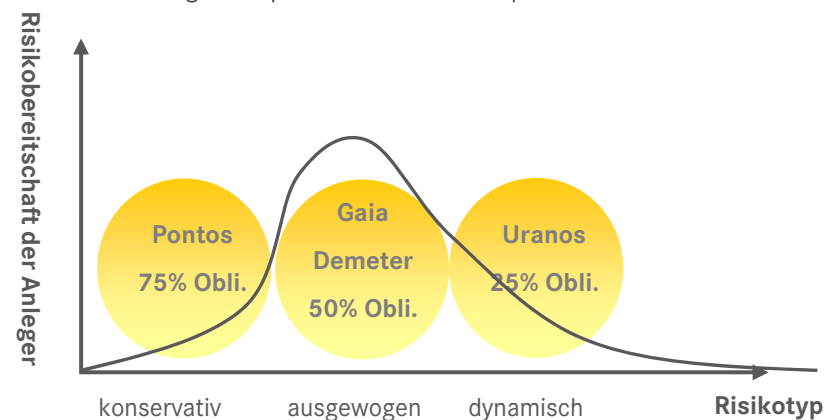 Risikobereitschaft der Anleger
Pontos
75% Obli.
Gaia
Demeter
50% Obli.
Uranos
25% Obli.
konservativ
ausgewogen
dynamisch
Risikotyp